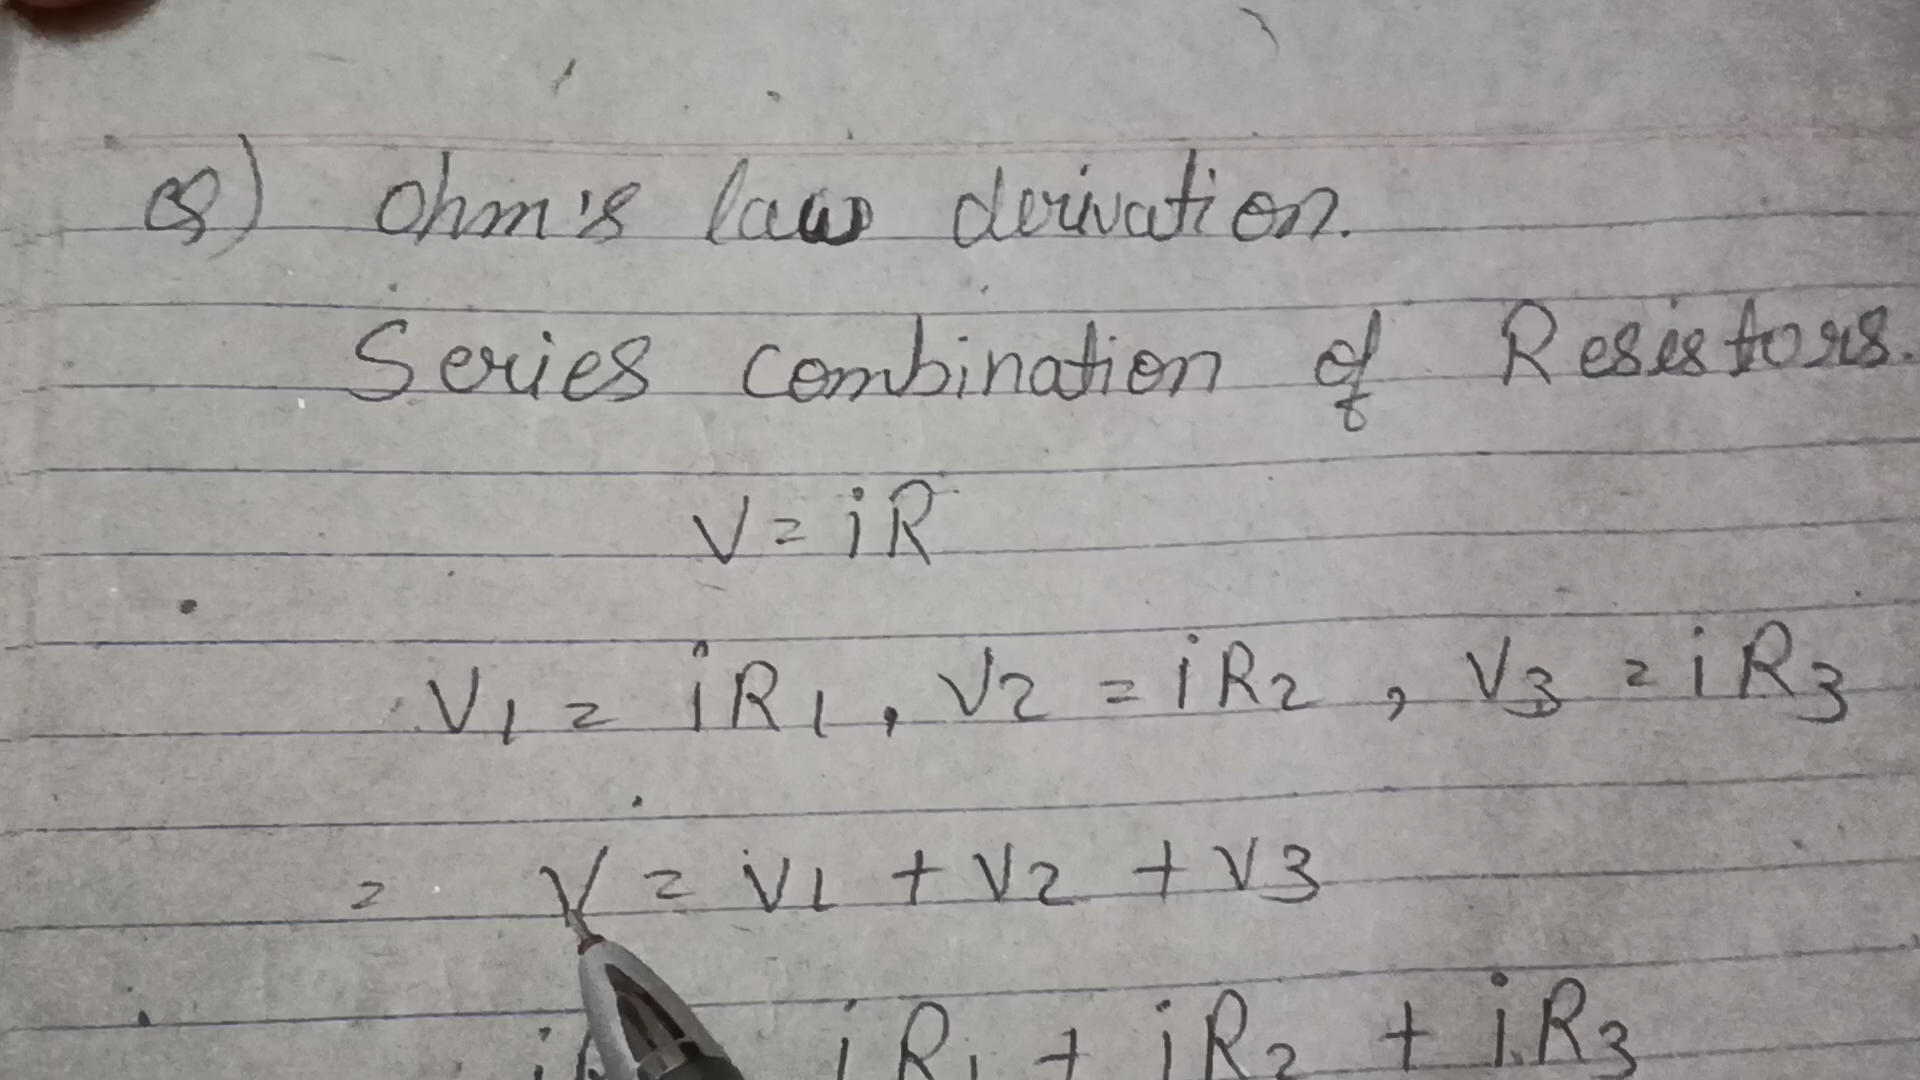 Q) Ohm's law derivation.
Series combination of Resistors.
V = iR
V1 = iR1, V2 = iR2, V3 = iR3
= V = V1 + V2 + V3
iR1 + iR2 + iR3